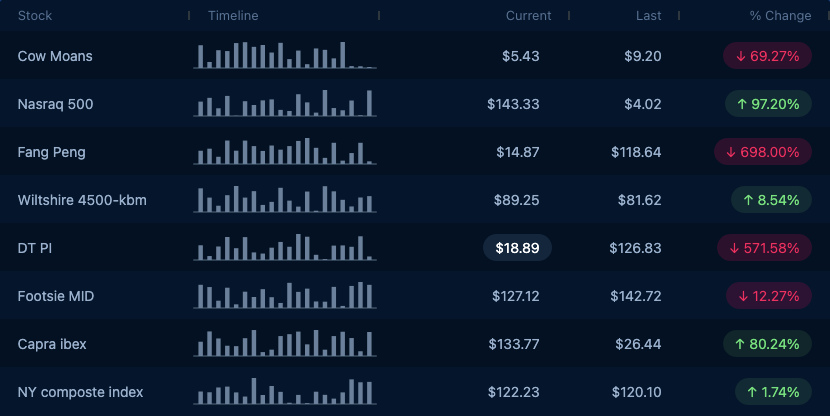 Stock Timeline Current Last % Change
Cow Moans $5.43 $9.20 ↓ 69.27%
Nasraq 500 $143.33 $4.02 ↑ 97.20%
Fang Peng $14.87 $118.64 ↓ 698.00%
Wiltshire 4500-kbm $89.25 $81.62 ↑ 8.54%
DT PI $18.89 $126.83 ↓ 571.58%
Footsie MID $127.12 $142.72 ↓ 12.27%
Capra ibex $133.77 $26.44 ↑ 80.24%
NY composte index $122.23 $120.10 ↑ 1.74%